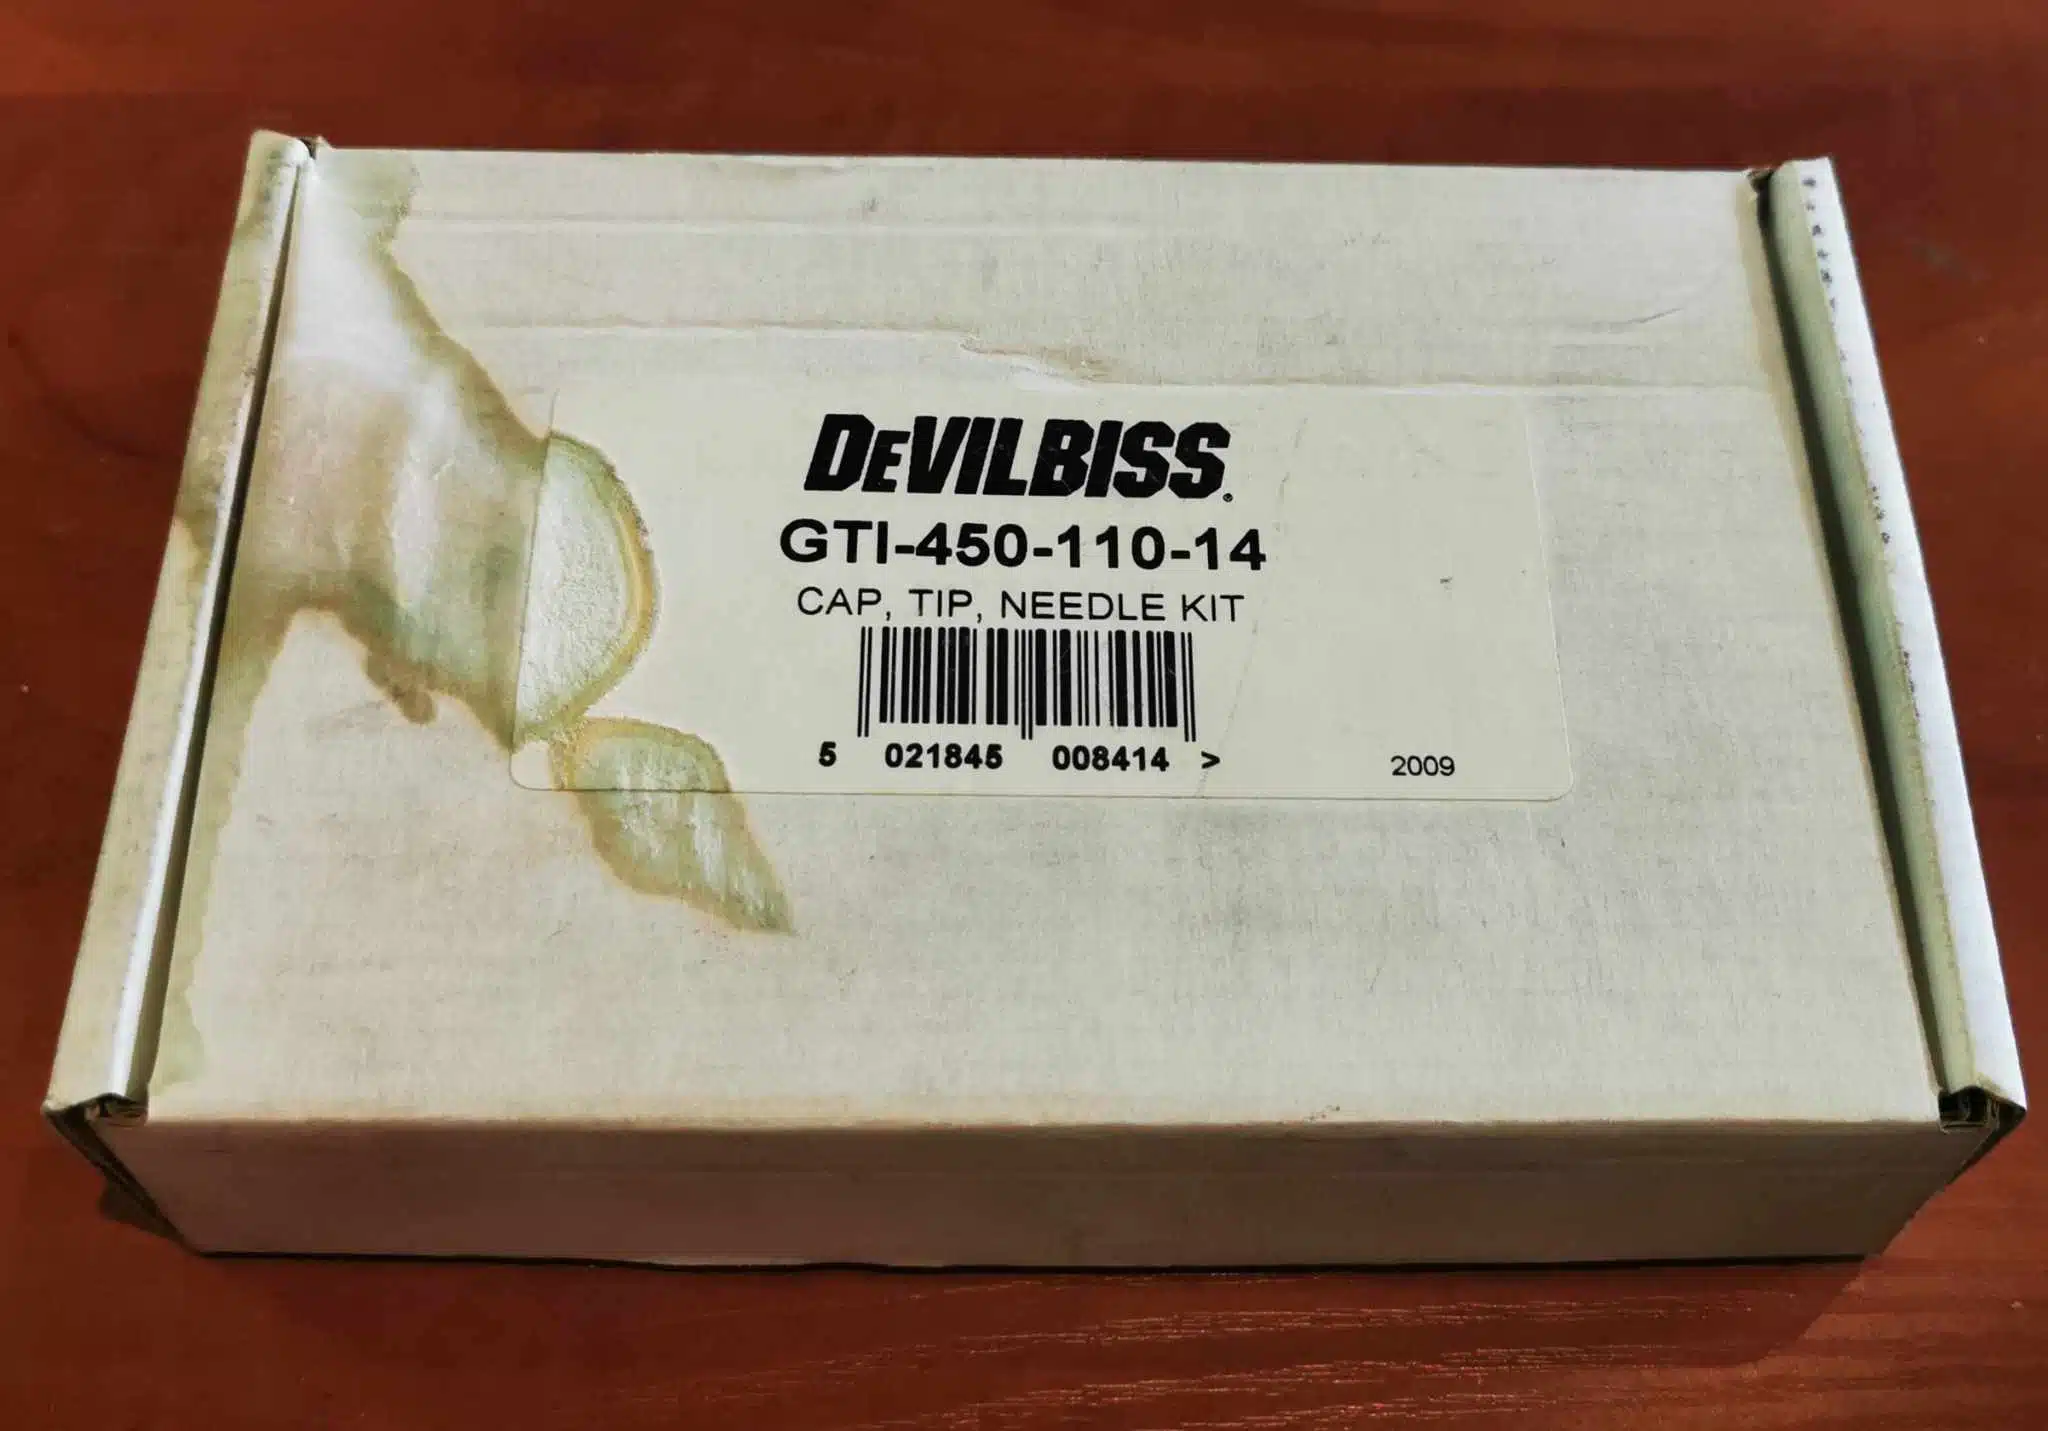 DEVILBISS®
GTI-450-110-14
CAP, TIP, NEEDLE KIT
5 021845 008414 >
2009